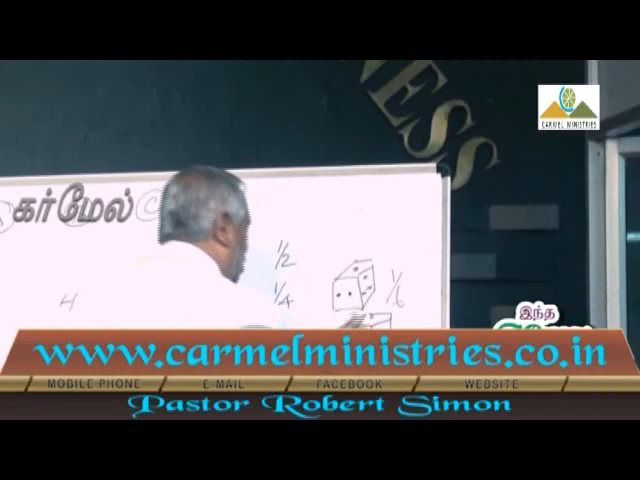 NESS
CARMEL MINISTRIES
கர்மேல் C
1/2
H
1/4
1/6
இந்த
www.carmelministries.co.in
MOBILE PHONE E-MAIL FACEBOOK WEBSITE
Pastor Robert Simon